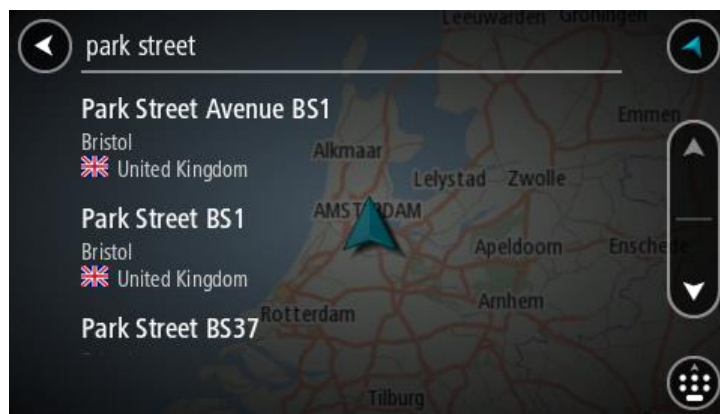 Leeuwarden Groningen
park street
Park Street Avenue BS1
Bristol
United Kingdom
Emmen
Alkmaar
Lelystad Zwolle
Park Street BS1
AMSTERDAM
Bristol
Apeldoorn
United Kingdom
Arnhem
Rotterdam
Park Street BS37
Tilburg